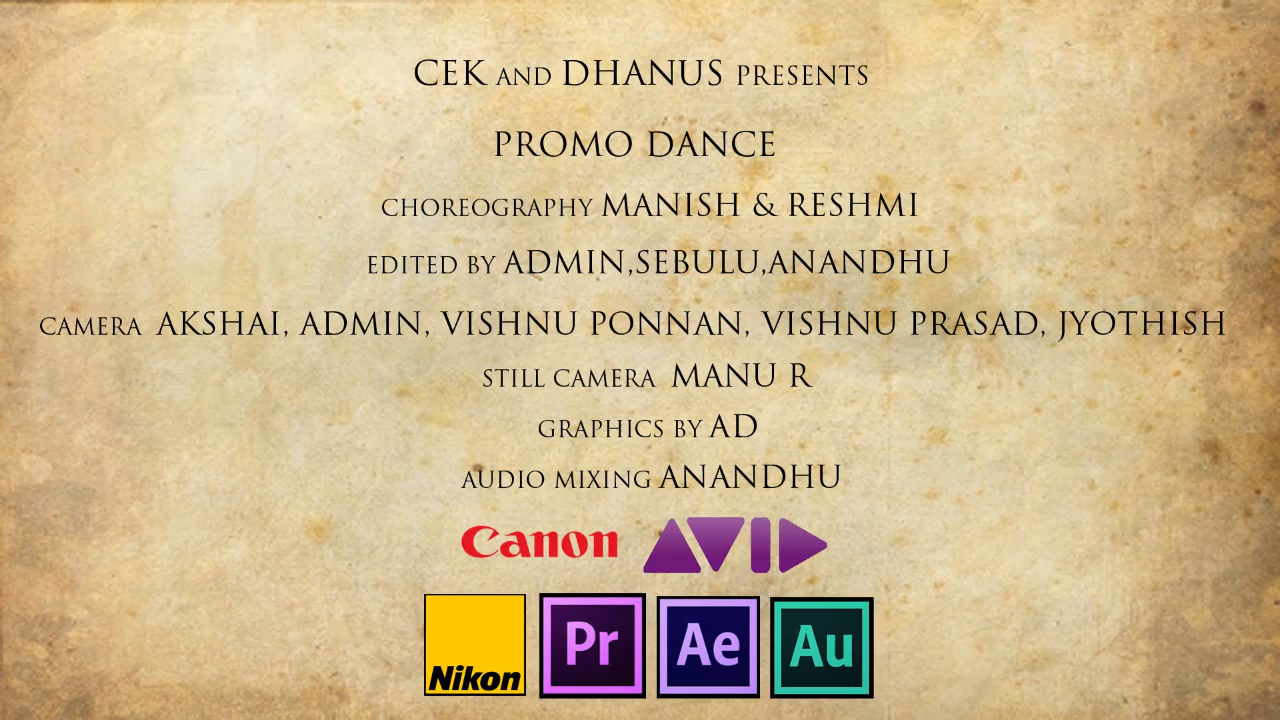 CEK AND DHANUS PRESENTS
PROMO DANCE
CHOREOGRAPHY MANISH & RESHMI
EDITED BY ADMIN,SEBULU,ANANDHU
CAMERA AKSHAI, ADMIN, VISHNU PONNAN, VISHNU PRASAD, JYOTHISH
STILL CAMERA MANU R
GRAPHICS BY AD
AUDIO MIXING ANANDHU
Canon AVID
Nikon Pr Ae Au